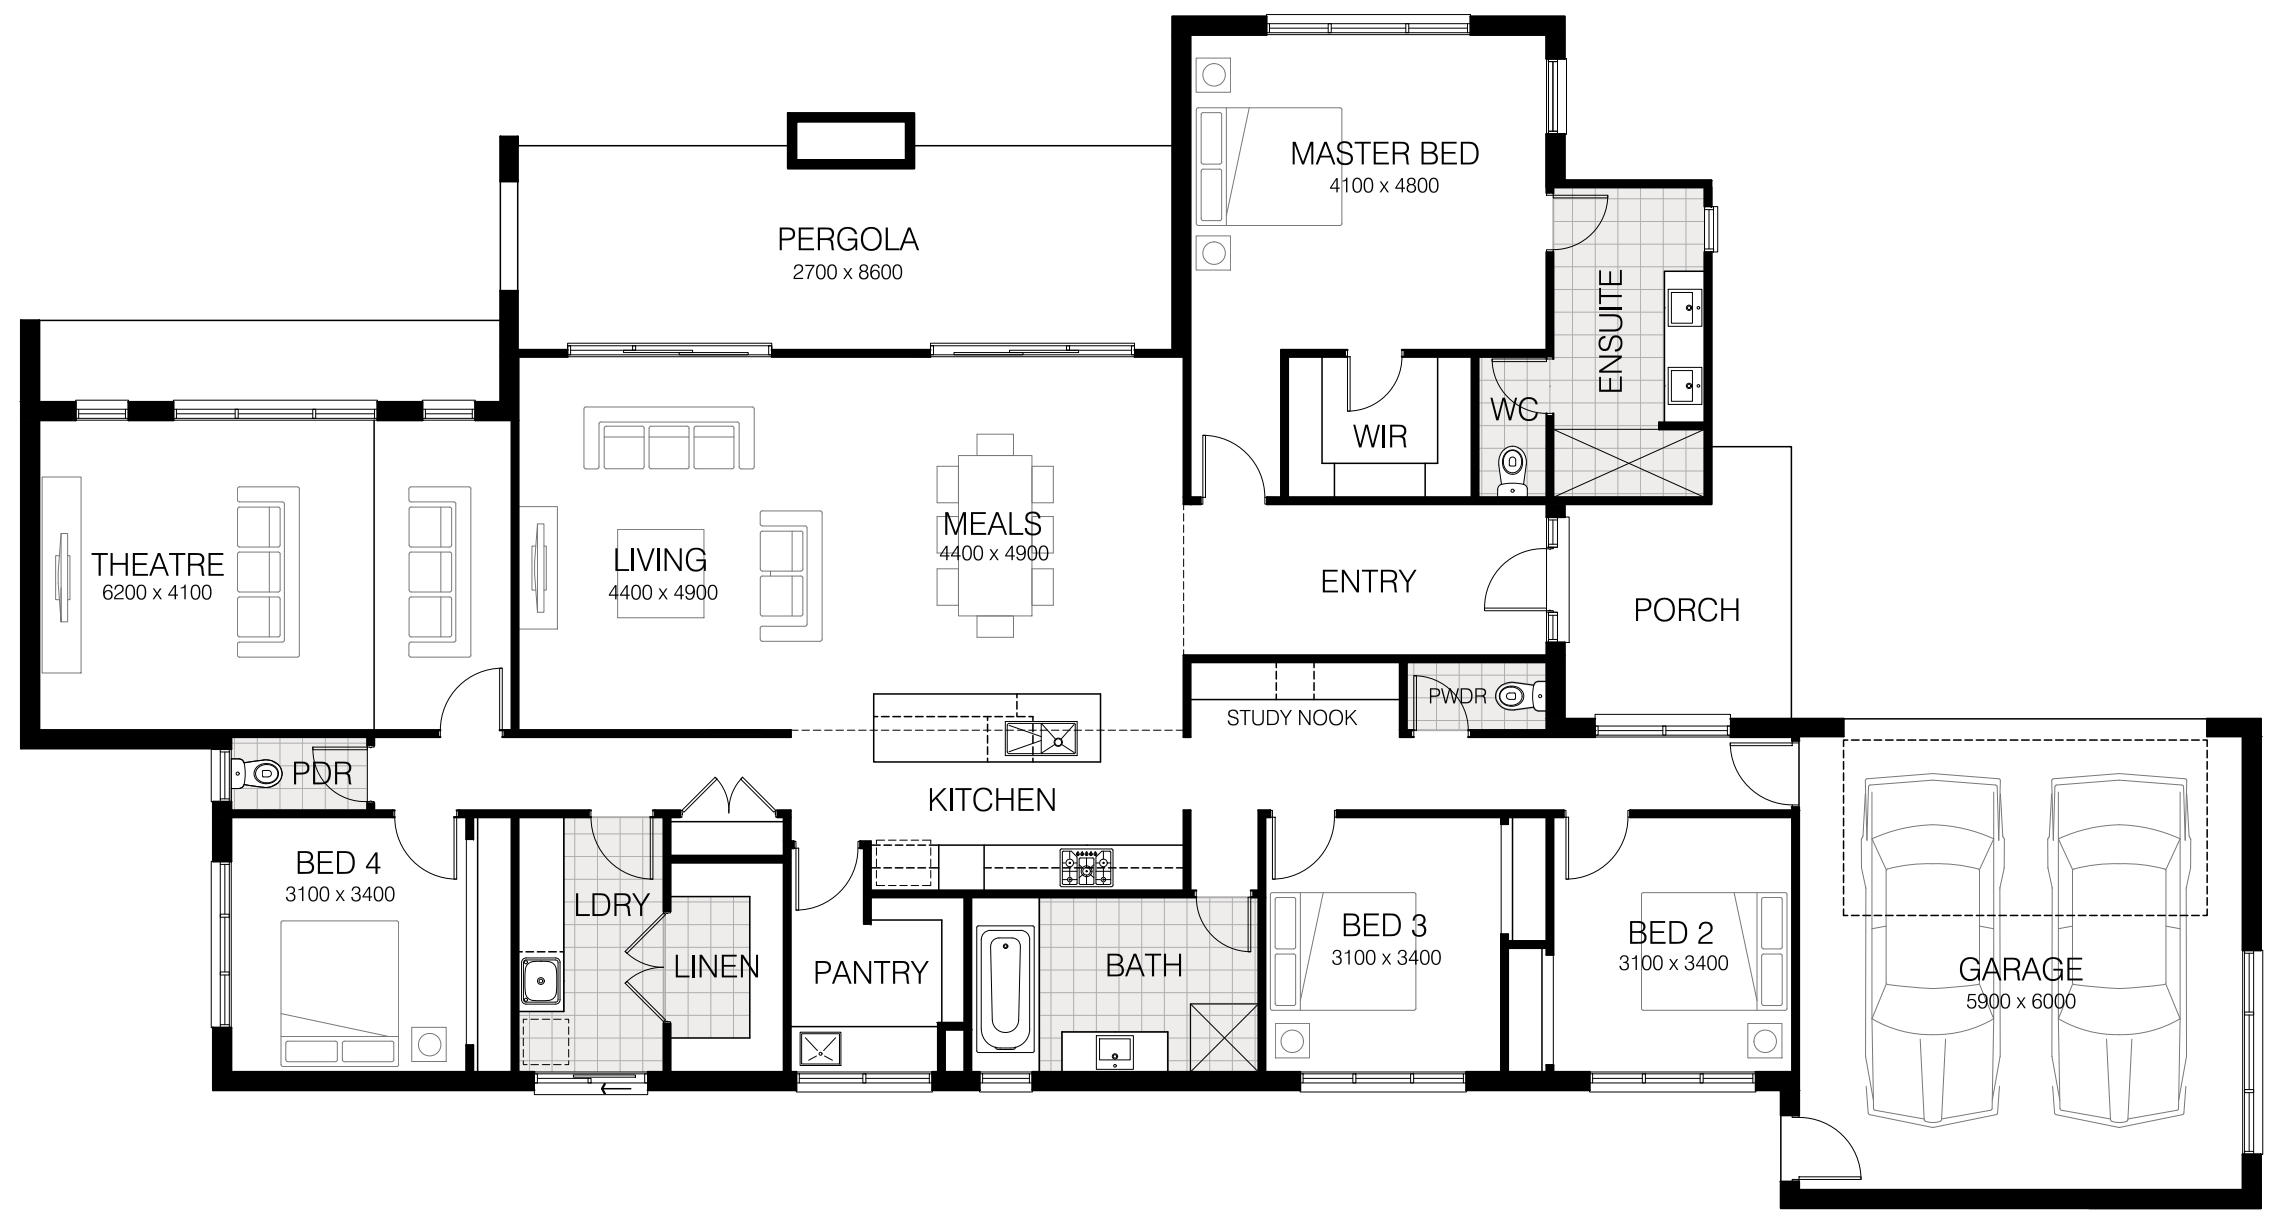 MASTER BED
4100 x 4800
PERGOLA
2700 x 8600
ENSUITE
WC
WIR
THEATRE
6200 x 4100
LIVING
4400 x 4900
MEALS
4400 x 4900
ENTRY
PORCH
PWDR
STUDY NOOK
PDR
KITCHEN
BED 4
3100 x 3400
LDRY
LINEN
PANTRY
BATH
BED 3
3100 x 3400
BED 2
3100 x 3400
GARAGE
5900 x 6000